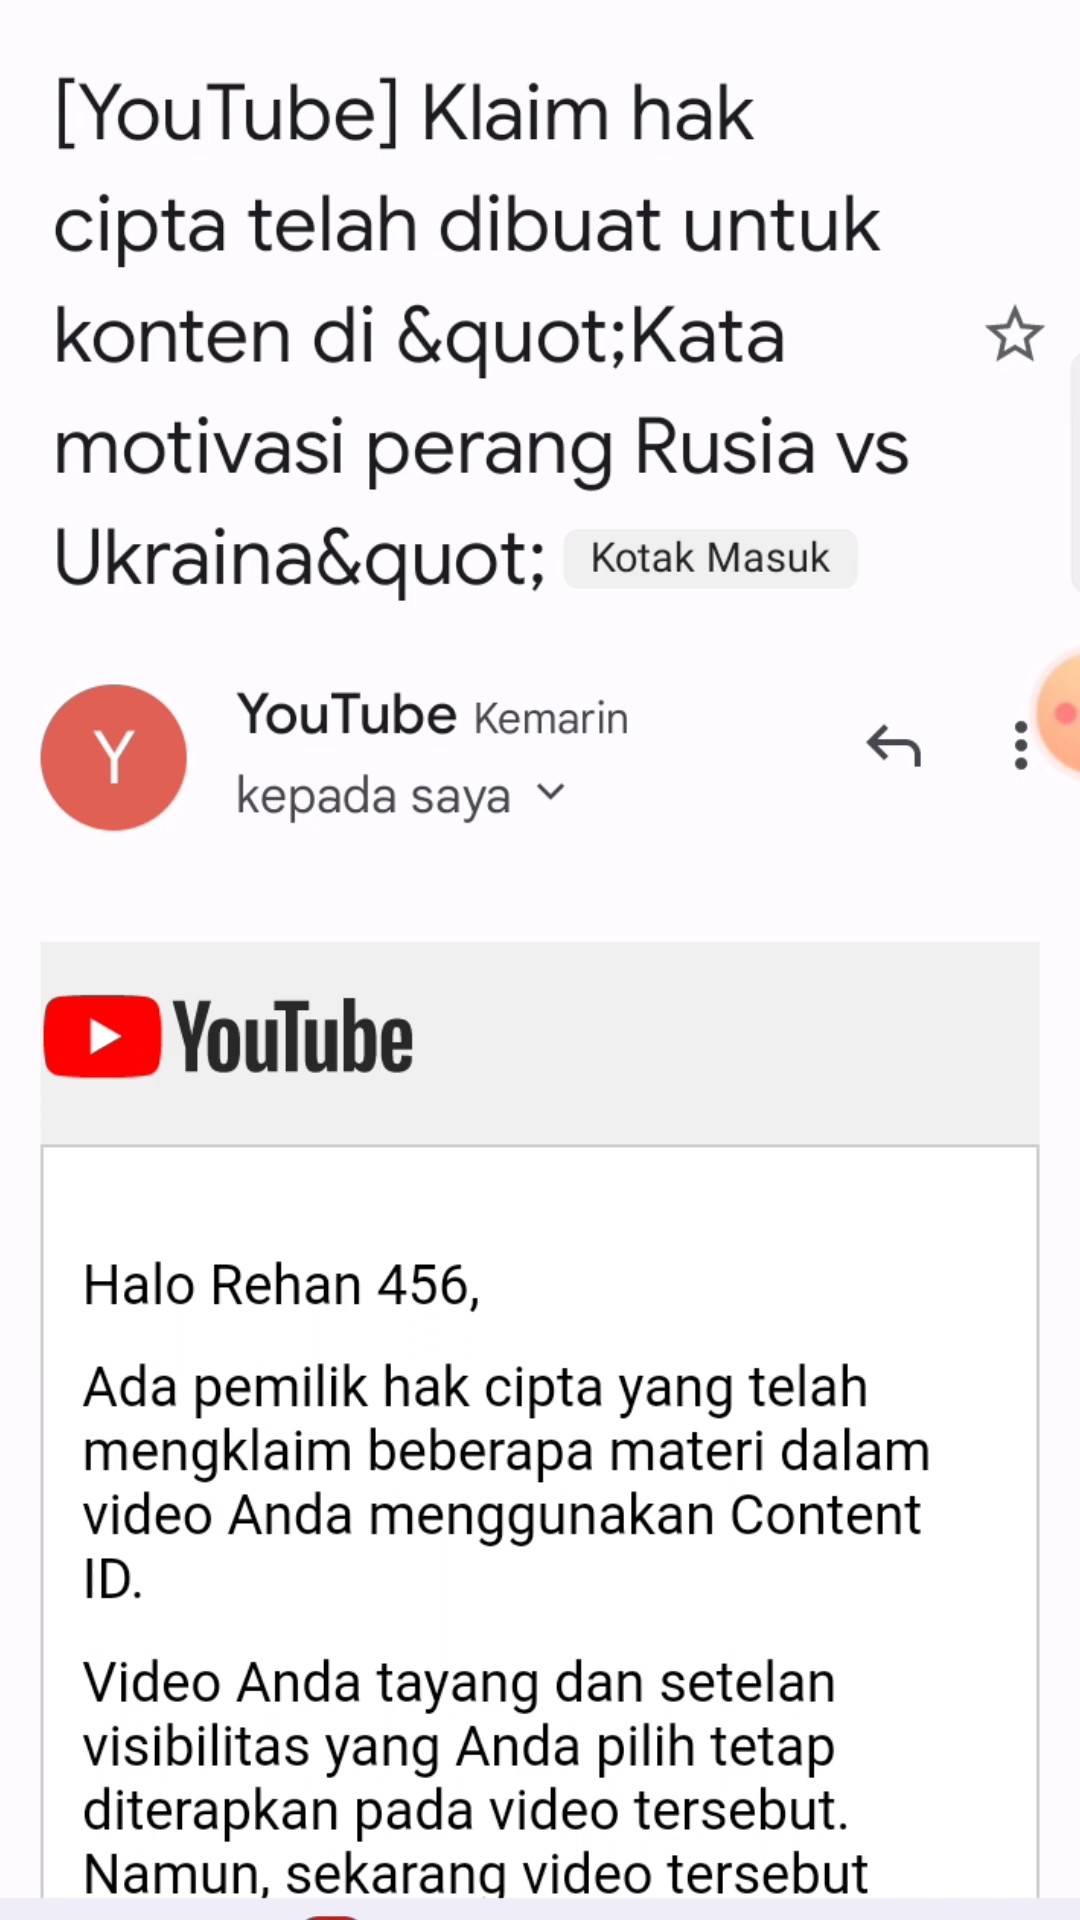 [YouTube] Klaim hak
cipta telah dibuat untuk
konten di &quot;Kata
motivasi perang Rusia vs
Ukraina&quot; Kotak Masuk
Y
YouTube Kemarin
kepada saya
YouTube
Halo Rehan 456,
Ada pemilik hak cipta yang telah
mengklaim beberapa materi dalam
video Anda menggunakan Content
ID.
Video Anda tayang dan setelan
visibilitas yang Anda pilih tetap
diterapkan pada video tersebut.
Namun, sekarang video tersebut